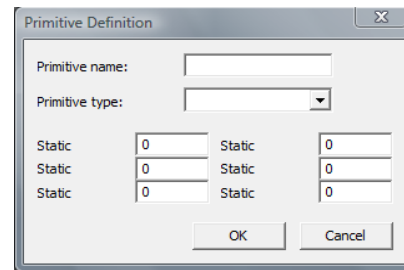 Primitive Definition
Primitive name:
Primitive type:
Static 0 Static 0
Static 0 Static 0
Static 0 Static 0
OK Cancel